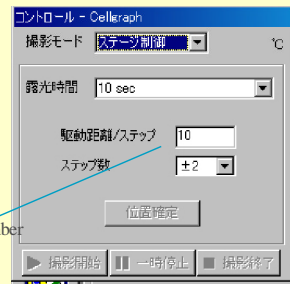 コントロール - Cellgraph
撮影モード ステージ制御 ℃
露光時間 10 sec
駆動距離/ステップ 10
ステップ数 ±2
位置確定
ber
撮影開始 一時停止 撮影終了